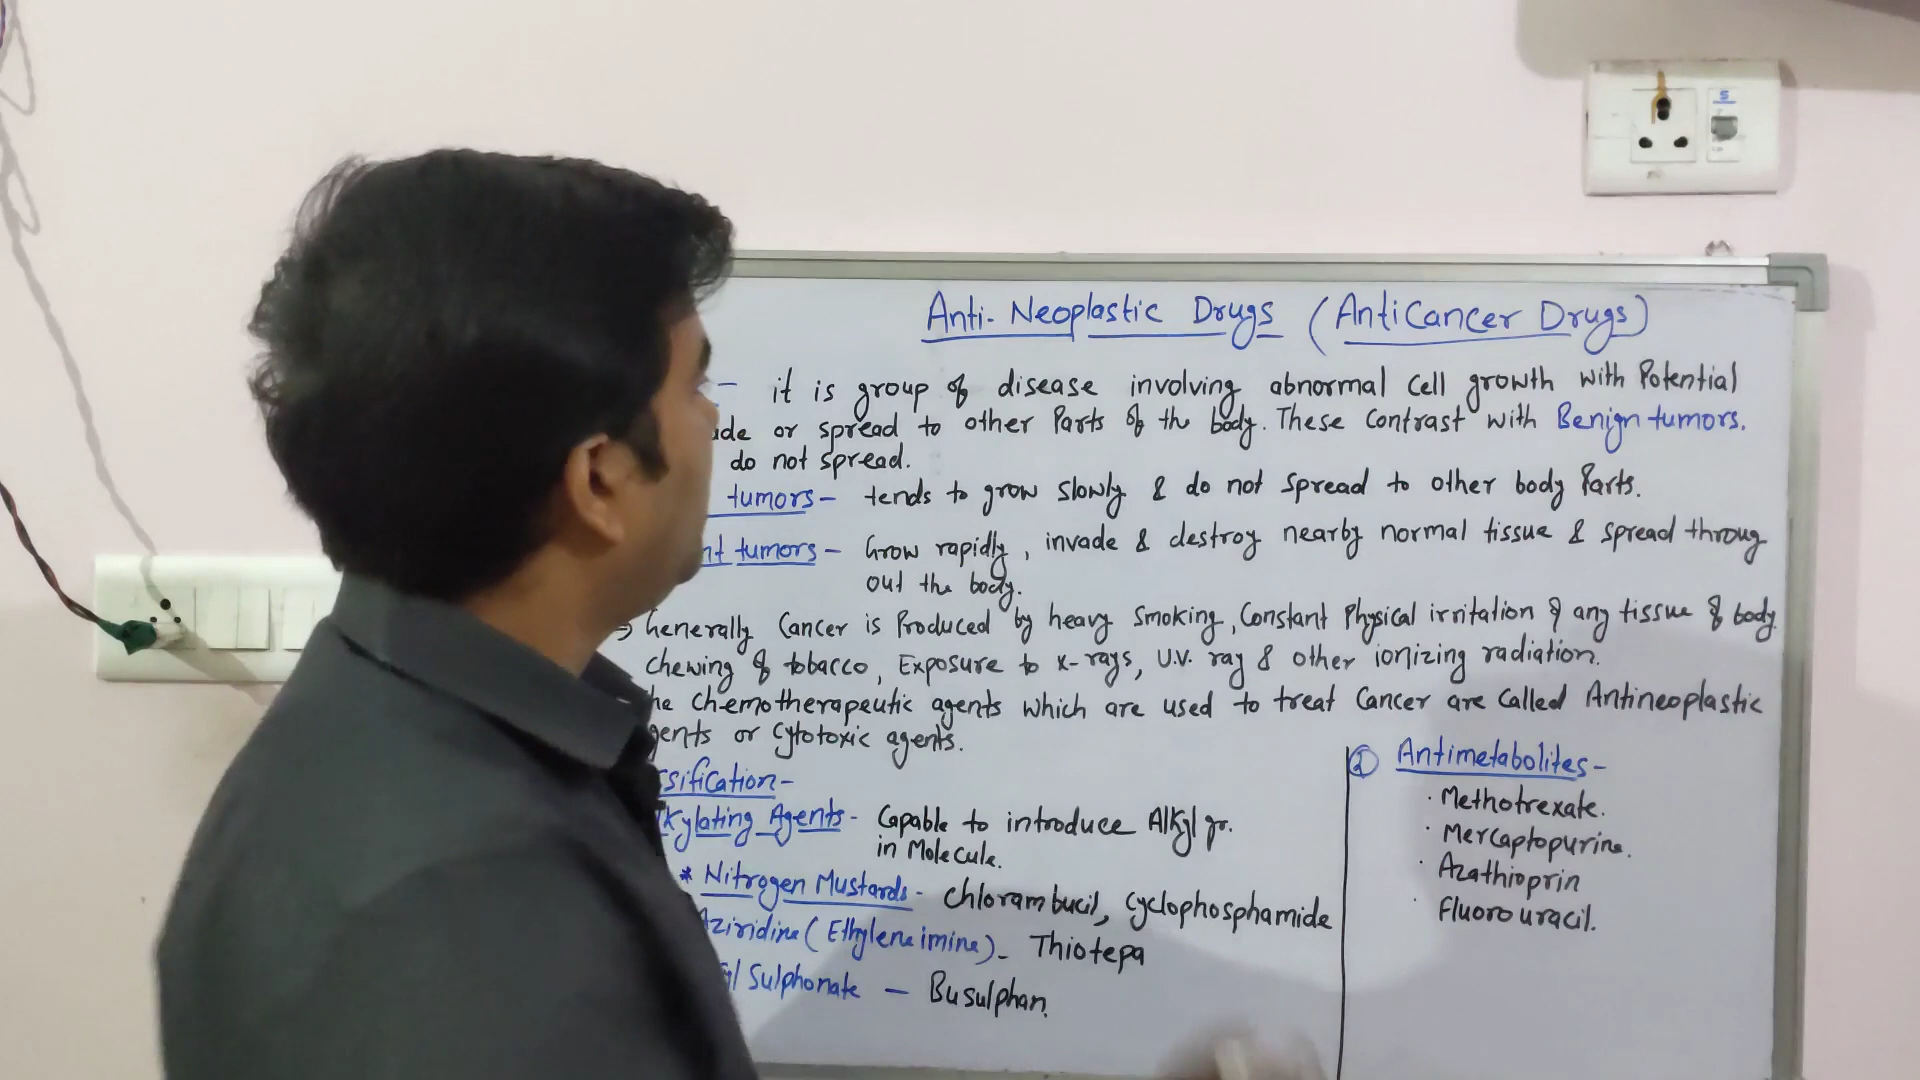 Anti-Neoplastic Drugs (AntiCancer Drugs)
- it is group of disease involving abnormal cell growth with Potential
ude or spread to other Parts of the body. These contrast with Benign tumors.
do not spread.
tumors - tends to grow slowly & do not spread to other body Parts.
nt tumors - Grow rapidly, invade & destroy nearby normal tissue & spread throug
out the body.
⇒ Generally Cancer is Produced by heavy smoking, Constant Physical irritation of any tissue of body.
chewing of tobacco, Exposure to x-rays, U.V. ray & other ionizing radiation.
he chemotherapeutic agents which are used to treat Cancer are called Antineoplastic
gents or Cytotoxic agents.
ssification-
lkylating Agents - Capable to introduce Alkyl gr.
in Molecule.
* Nitrogen Mustards - Chlorambucil, Cyclophosphamide
Aziridine (Ethylene imine) - Thiotepa
yl Sulphonate - Busulphan.
② Antimetabolites-
· Methotrexate.
· Mercaptopurine.
· Azathioprin
· Fluorouracil.